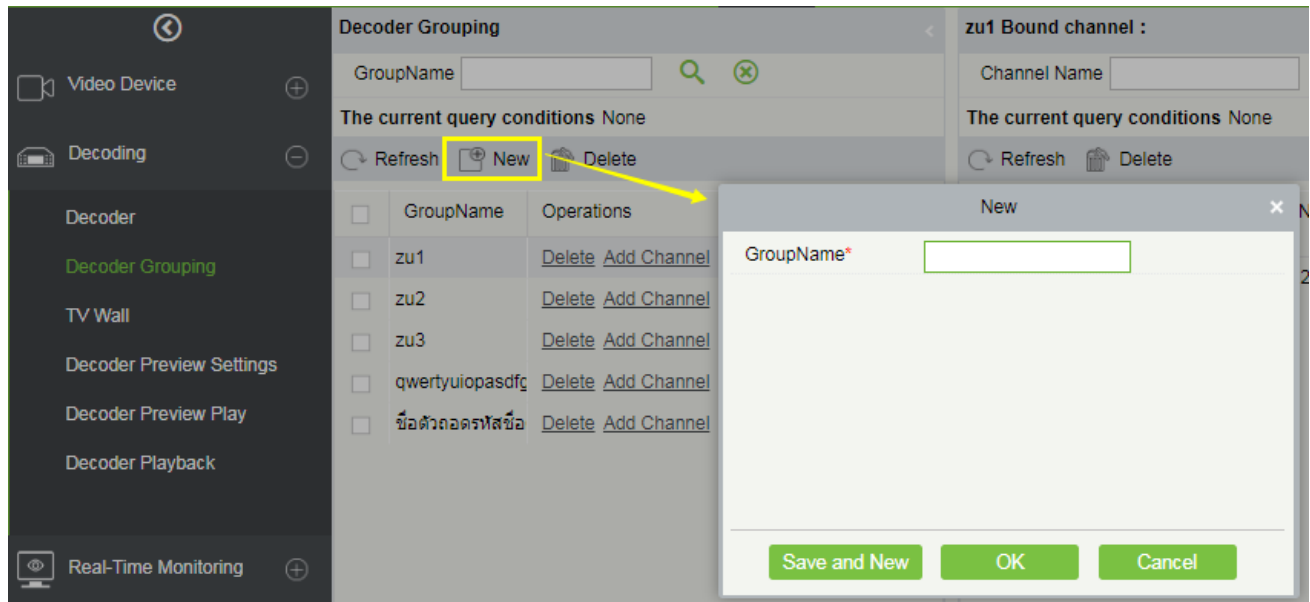 Video Device
Decoding
Decoder
Decoder Grouping
TV Wall
Decoder Preview Settings
Decoder Preview Play
Decoder Playback
Real-Time Monitoring
Decoder Grouping
GroupName
The current query conditions None
Refresh New Delete
GroupName Operations
zu1 Delete Add Channel
zu2 Delete Add Channel
zu3 Delete Add Channel
qwertyuiopasdfg Delete Add Channel
ชื่อตัวถอดรหัสชื่อ Delete Add Channel
zu1 Bound channel :
Channel Name
The current query conditions None
Refresh Delete
N
2
New
GroupName*
Save and New OK Cancel